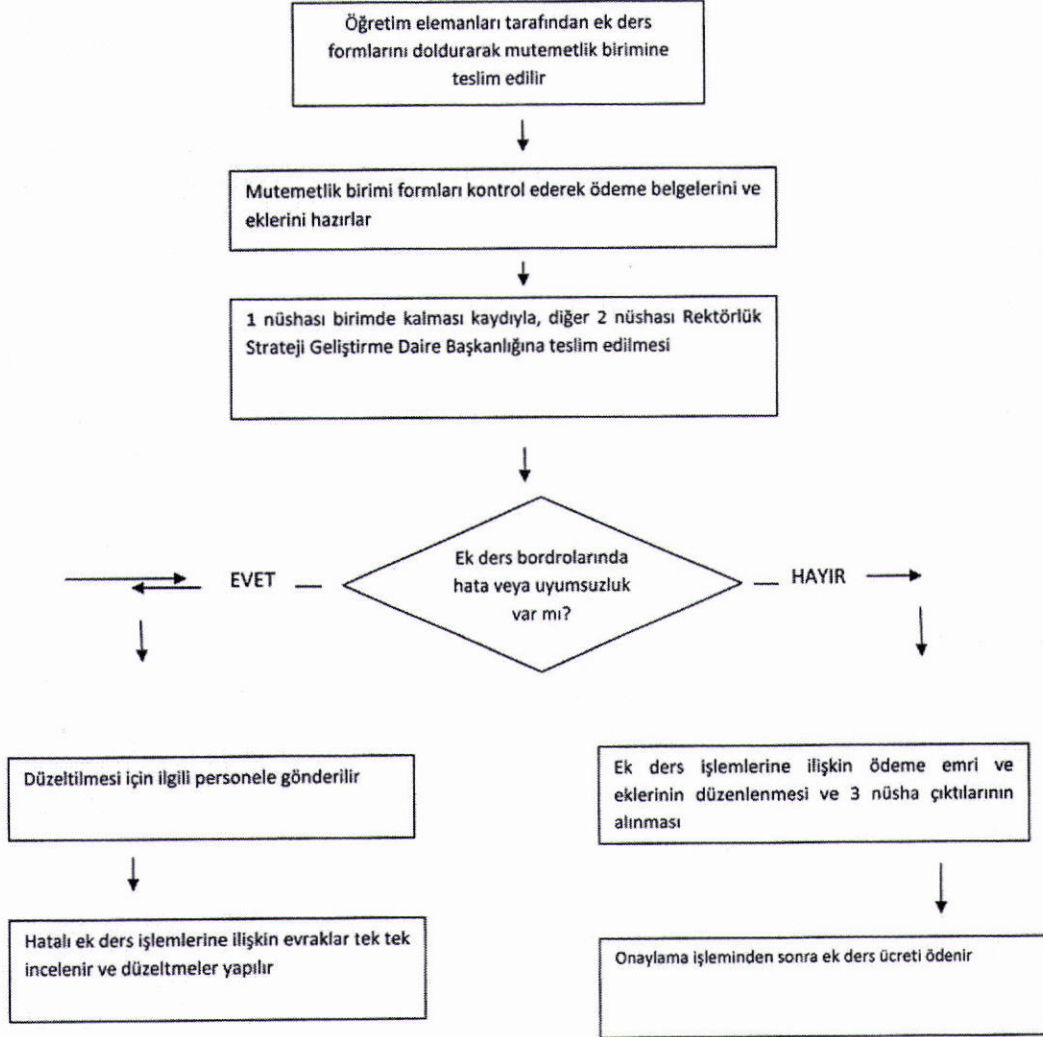 Öğretim elemanları tarafından ek ders
formlarını doldurarak mutemetlik birimine
teslim edilir
Mutemetlik birimi formları kontrol ederek ödeme belgelerini ve
eklerini hazırlar
1 nüshası birimde kalması kaydıyla, diğer 2 nüshası Rektörlük
Strateji Geliştirme Daire Başkanlığına teslim edilmesi
Ek ders bordrolarında
hata veya uyumsuzluk
var mı?
EVET
HAYIR
Düzeltilmesi için ilgili personele gönderilir
Hatalı ek ders işlemlerine ilişkin evraklar tek tek
incelenir ve düzeltmeler yapılır
Ek ders işlemlerine ilişkin ödeme emri ve
eklerinin düzenlenmesi ve 3 nüsha çıktılarının
alınması
Onaylama işleminden sonra ek ders ücreti ödenir